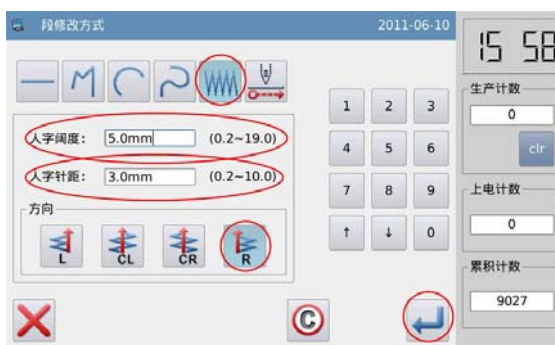 段修改方式 2011-06-10
15 58
生产计数
0
clr
人字阔度: 5.0mm (0.2~19.0)
人字针距: 3.0mm (0.2~10.0)
方向
L CL CR R
1 2 3
4 5 6
7 8 9
↑ ↓ 0
上电计数
0
累积计数
9027
C